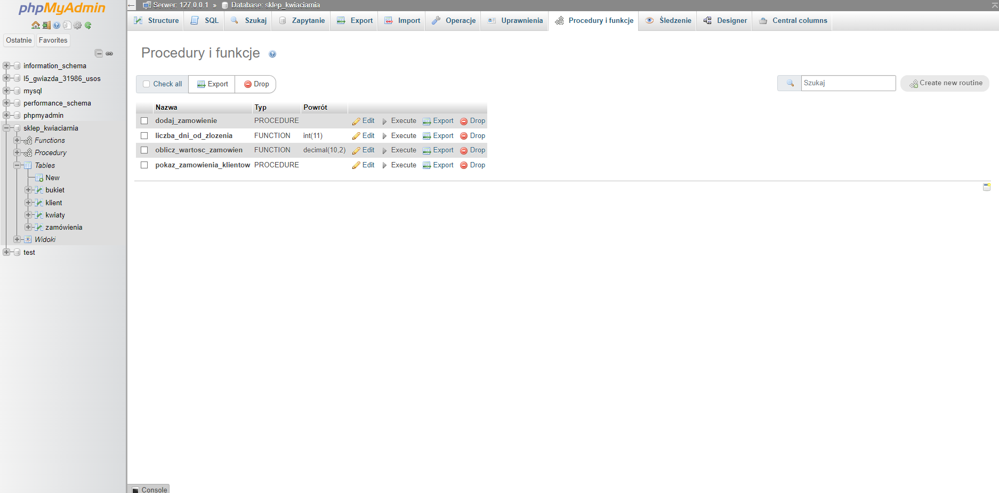 phpMyAdmin
Ostatnie Favorites
information_schema
l5_gwiazda_31986_usos
mysql
performance_schema
phpmyadmin
sklep_kwiaciarnia
Functions
Procedury
Tables
New
bukiet
klient
kwiaty
zamówienia
Widoki
test
Serwer: 127.0.0.1 » Database: sklep_kwiaciarnia
Structure SQL Szukaj Zapytanie Export Import Operacje Uprawnienia Procedury i funkcje Śledzenie Designer Central columns
Procedury i funkcje
Check all Export Drop Szukaj Create new routine
Nazwa Typ Powrót
dodaj_zamowienie PROCEDURE Edit Execute Export Drop
liczba_dni_od_zlozenia FUNCTION int(11) Edit Execute Export Drop
oblicz_wartosc_zamowien FUNCTION decimal(10,2) Edit Execute Export Drop
pokaz_zamowienia_klientow PROCEDURE Edit Execute Export Drop
Console